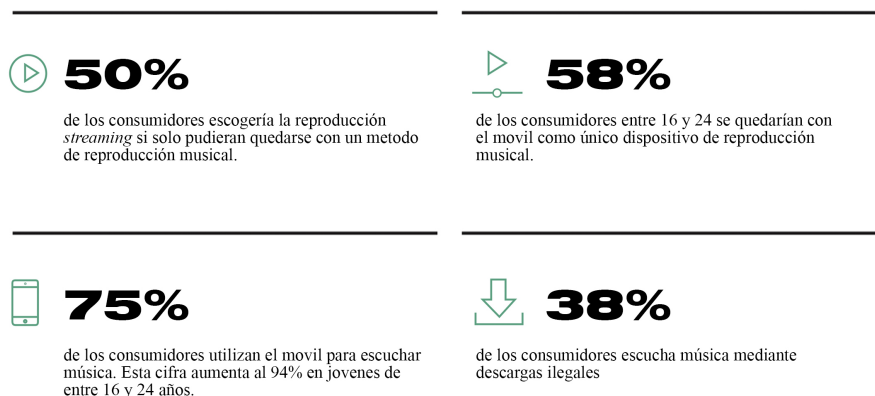 50%
de los consumidores escogería la reproducción
streaming si solo pudieran quedarse con un metodo
de reproducción musical.
58%
de los consumidores entre 16 y 24 se quedarían con
el movil como único dispositivo de reproducción
musical.
75%
de los consumidores utilizan el movil para escuchar
música. Esta cifra aumenta al 94% en jovenes de
entre 16 y 24 años.
38%
de los consumidores escucha música mediante
descargas ilegales